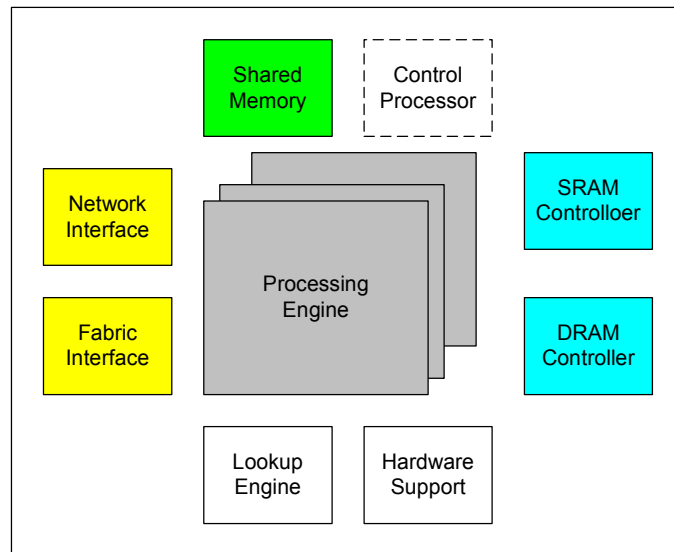 Shared
Memory
Control
Processor
Network
Interface
SRAM
Controlloer
Processing
Engine
Fabric
Interface
DRAM
Controller
Lookup
Engine
Hardware
Support